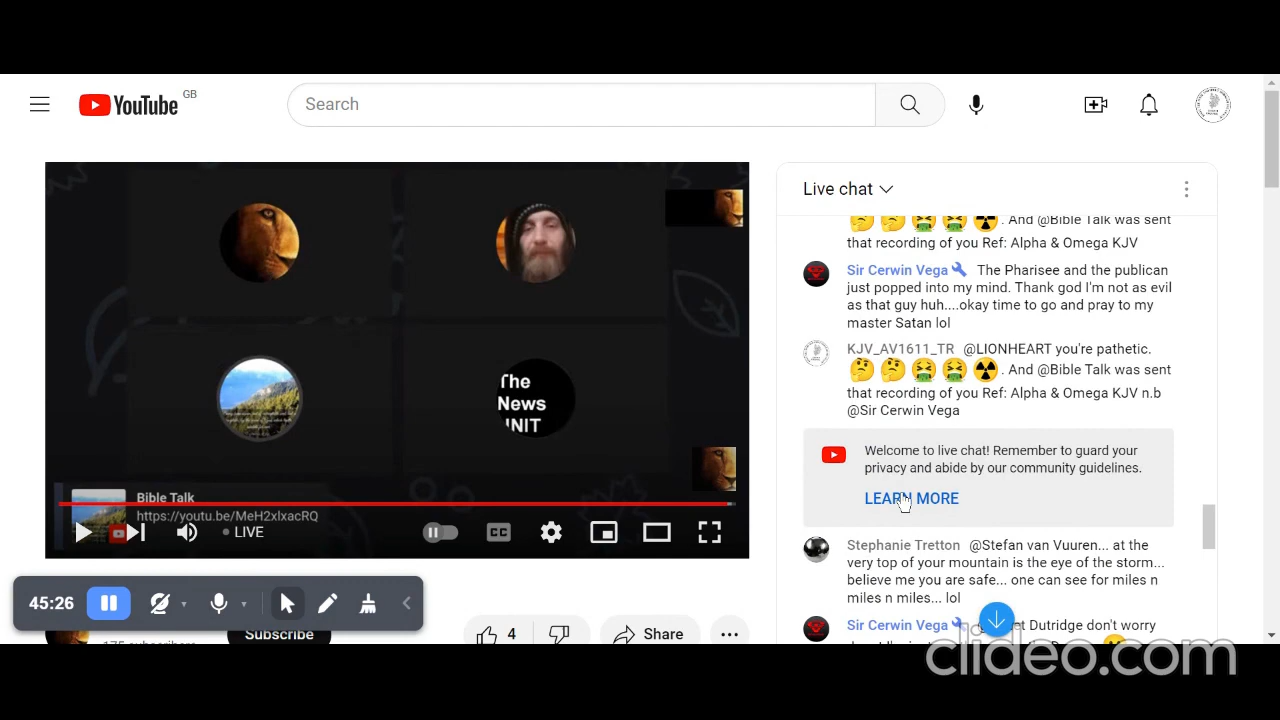 YouTube GB
Search
The
News
UNIT
Bible Talk
https://youtu.be/MeH2xIxacRQ
LIVE
CC
45:26
Subscribe
4
Share
Live chat
. And @Bible Talk was sent
that recording of you Ref: Alpha & Omega KJV
Sir Cerwin Vega The Pharisee and the publican
just popped into my mind. Thank god I'm not as evil
as that guy huh....okay time to go and pray to my
master Satan lol
KJV_AV1611_TR @LIONHEART you're pathetic.
. And @Bible Talk was sent
that recording of you Ref: Alpha & Omega KJV n.b
@Sir Cerwin Vega
Welcome to live chat! Remember to guard your
privacy and abide by our community guidelines.
LEARN MORE
Stephanie Tretton @Stefan van Vuuren... at the
very top of your mountain is the eye of the storm...
believe me you are safe... one can see for miles n
miles n miles... lol
Sir Cerwin Vega Dutridge don't worry
clideo.com